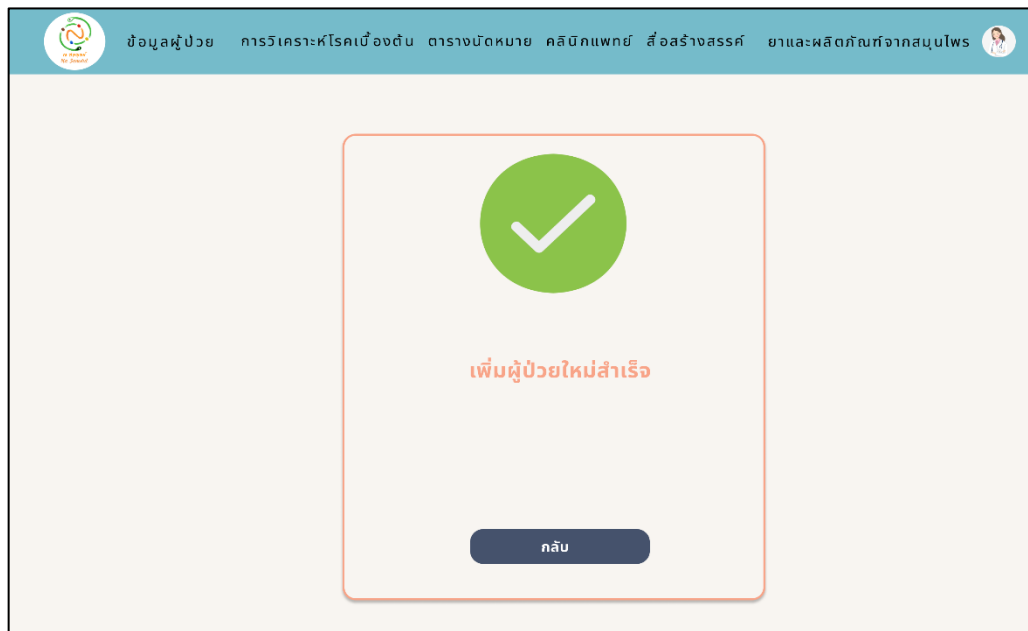 ข้อมูลผู้ป่วย การวิเคราะห์โรคเบื้องต้น ตารางนัดหมาย คลินิกแพทย์ สื่อสร้างสรรค์ ยาและผลิตภัณฑ์จากสมุนไพร
เพิ่มผู้ป่วยใหม่สำเร็จ
กลับ